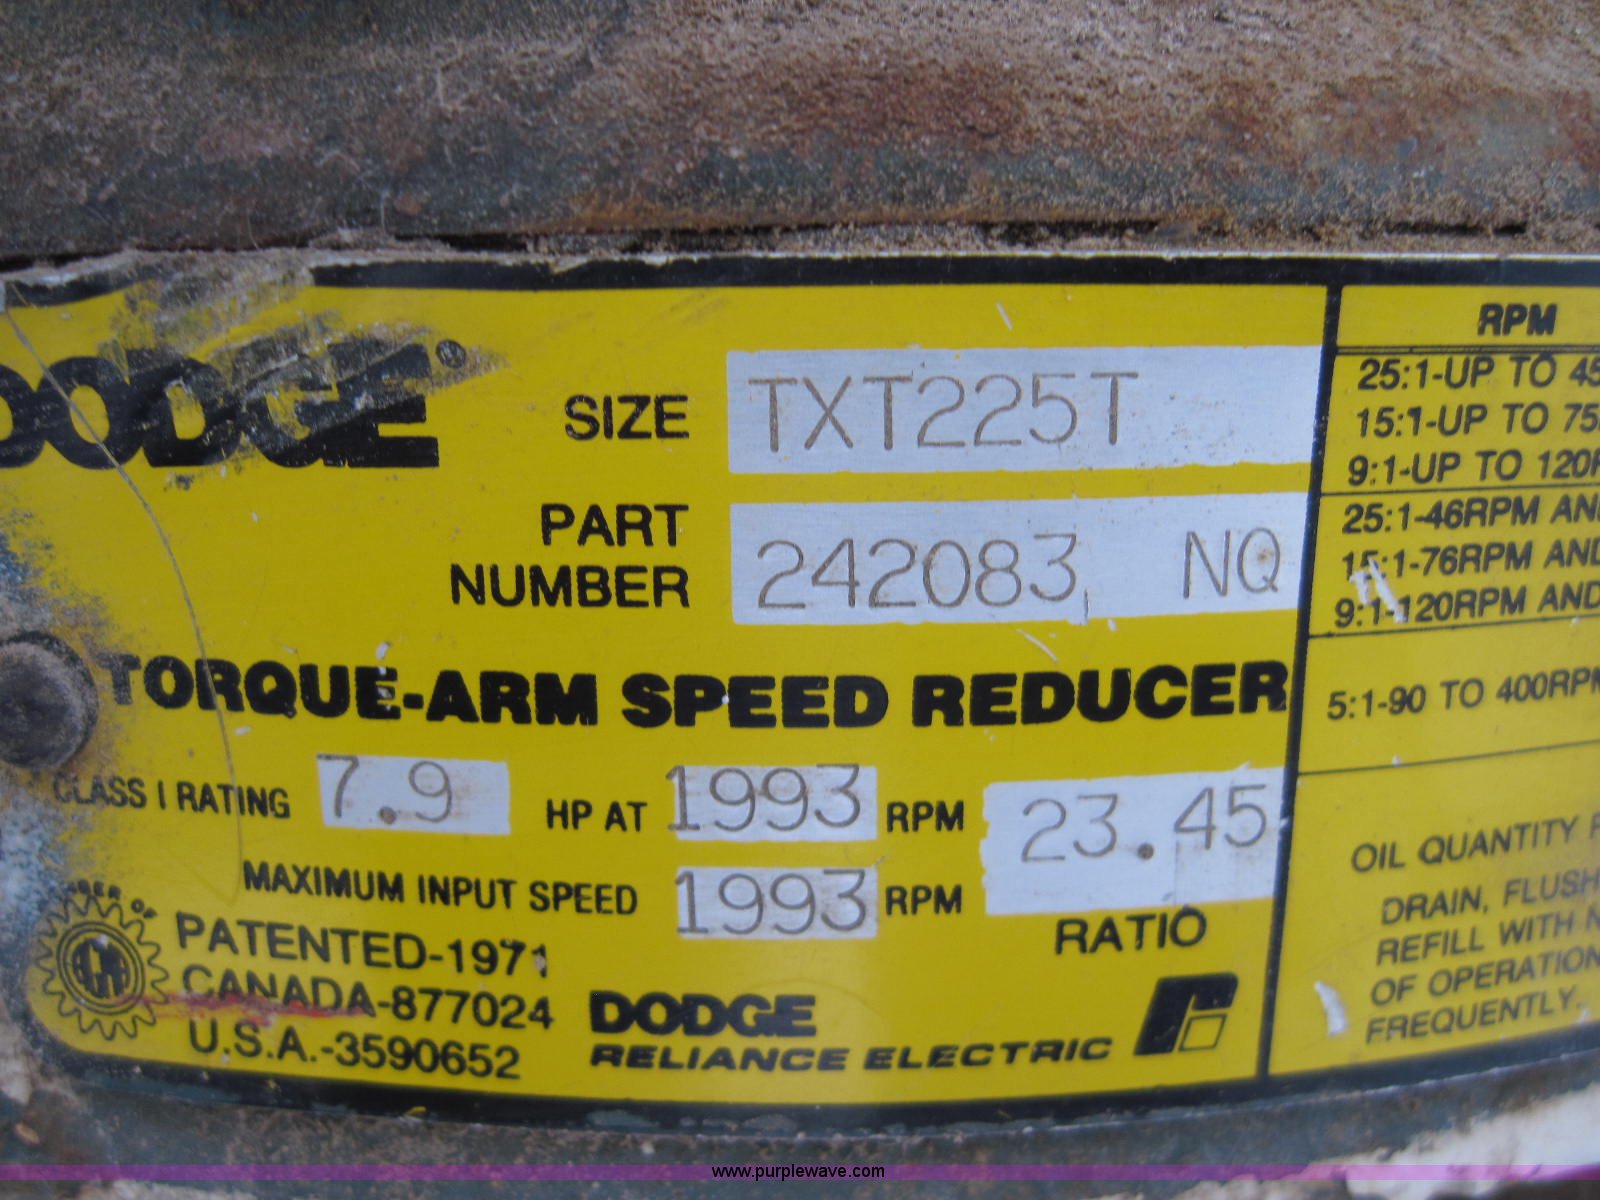 DODGE®
SIZE TXT225T
PART
NUMBER 242083, NQ
TORQUE-ARM SPEED REDUCER
CLASS I RATING 7.9 HP AT 1993 RPM 23.45
MAXIMUM INPUT SPEED 1993 RPM
RATIO
OF
PATENTED-1971
CANADA-877024
U.S.A.-3590652
DODGE
RELIANCE ELECTRIC
RPM
25:1-UP TO 45
15:1-UP TO 75
9:1-UP TO 120R
25:1-46RPM AN
15:1-76RPM AND
9:1-120RPM AND
5:1-90 TO 400RPM
OIL QUANTITY
DRAIN, FLUSH
REFILL WITH N
OF OPERATION
FREQUENTLY.
www.purplewave.com